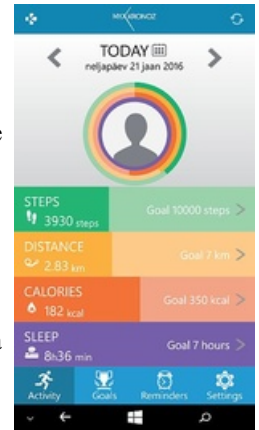 MYKRONOZ
TODAY
neljapäev 21 jaan 2016
STEPS
3930 steps
Goal 10000 steps >
DISTANCE
2.83 km
Goal 7 km >
CALORIES
182 kcal
Goal 350 kcal >
SLEEP
8h36 min
Goal 7 hours >
Activity
Goals
Reminders
Settings